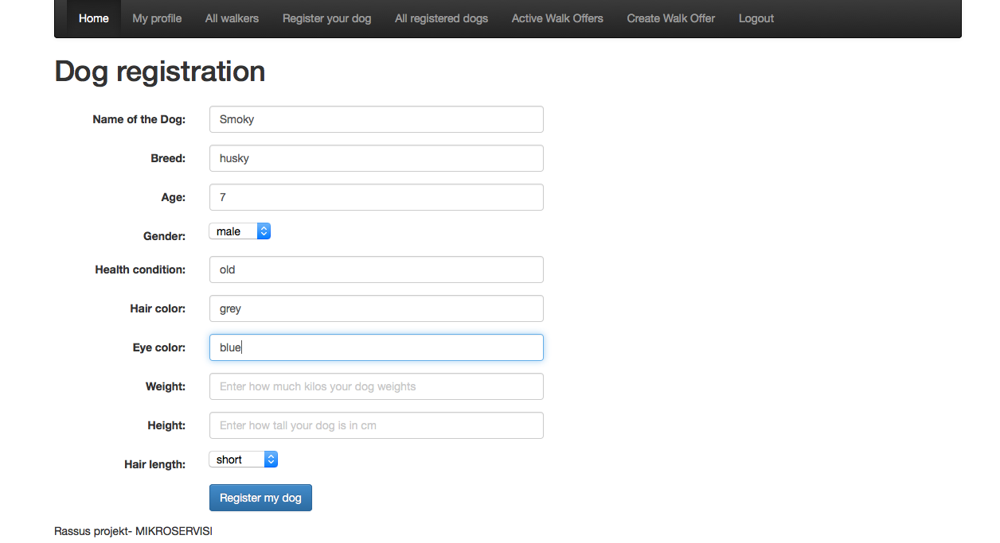 Home My profile All walkers Register your dog All registered dogs Active Walk Offers Create Walk Offer Logout
Dog registration
Name of the Dog: Smoky
Breed: husky
Age: 7
Gender: male
Health condition: old
Hair color: grey
Eye color: blue
Weight: Enter how much kilos your dog weights
Height: Enter how tall your dog is in cm
Hair length: short
Register my dog
Rassus projekt- MIKROSERVISI